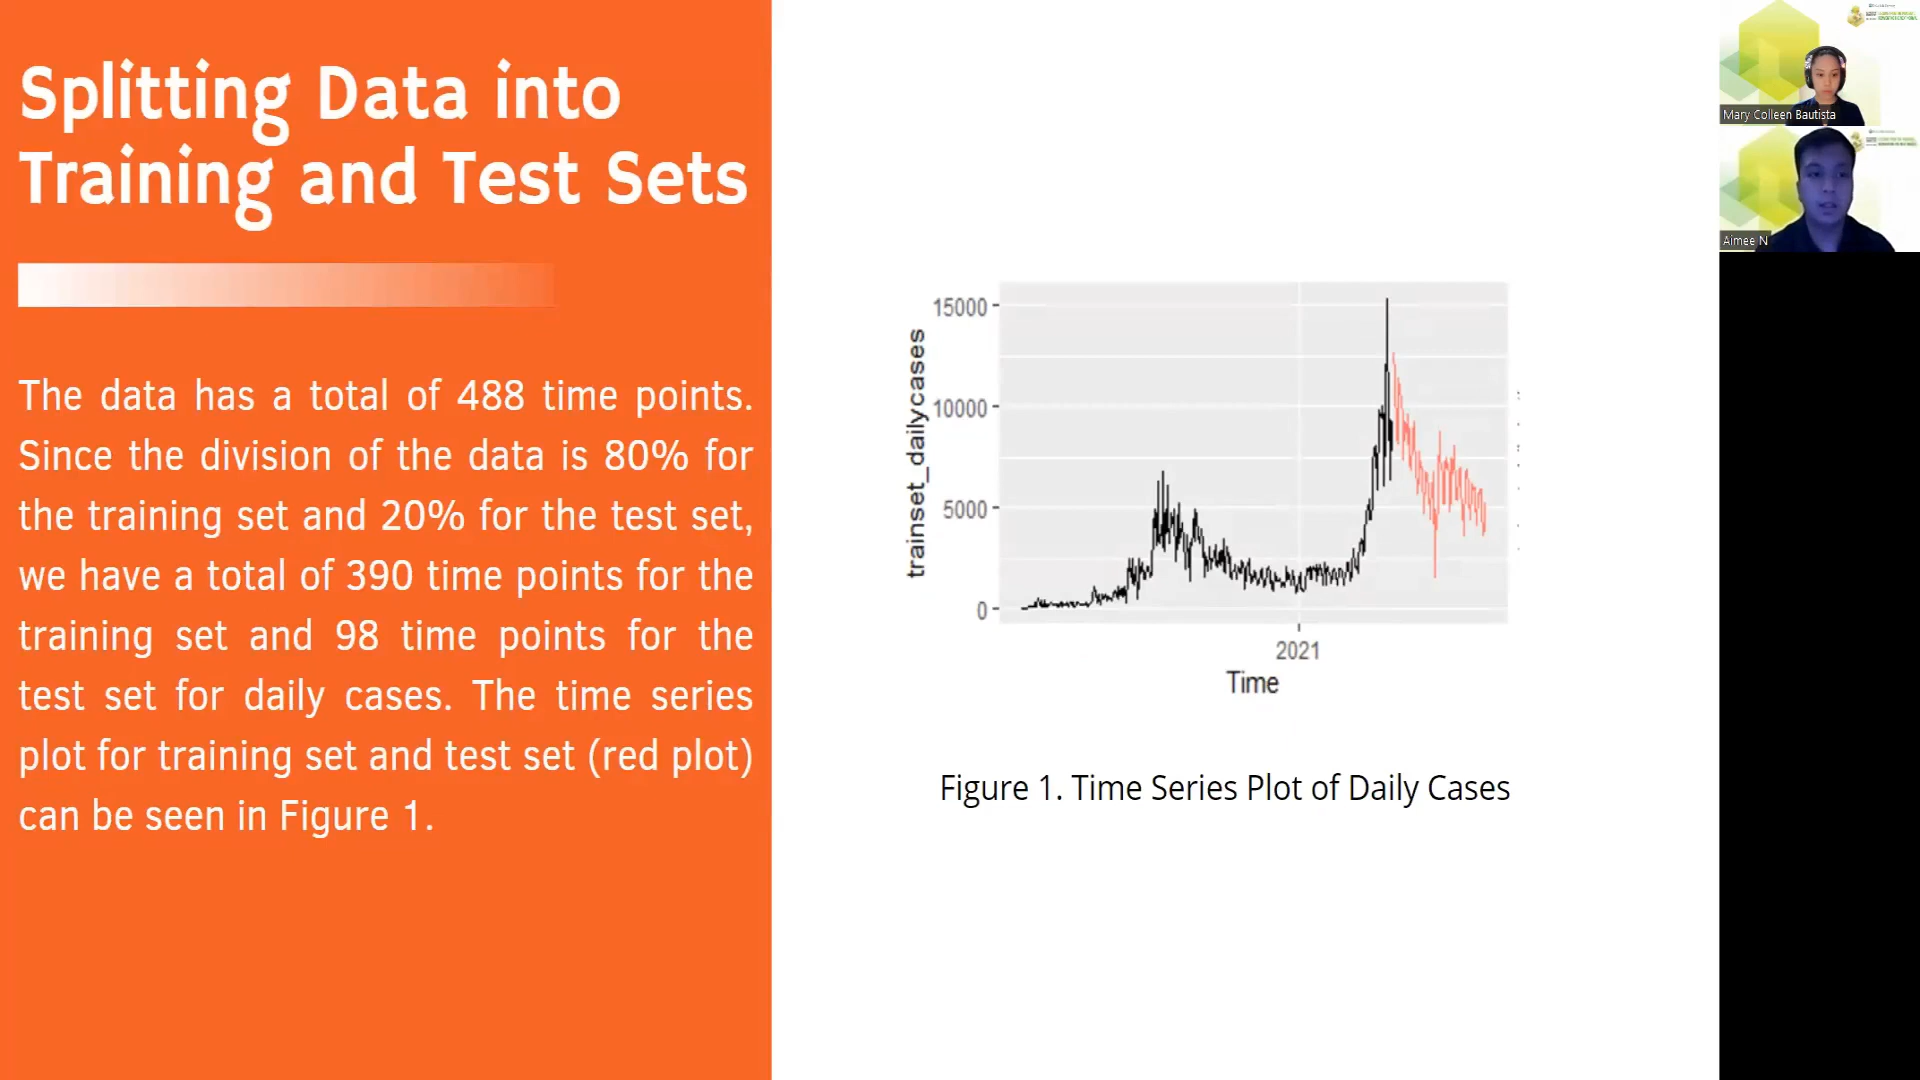 Splitting Data into
Training and Test Sets
The data has a total of 488 time points.
Since the division of the data is 80% for
the training set and 20% for the test set,
we have a total of 390 time points for the
training set and 98 time points for the
test set for daily cases. The time series
plot for training set and test set (red plot)
can be seen in Figure 1.
trainset_dailycases
15000
10000
5000
0
2021
Time
Figure 1. Time Series Plot of Daily Cases
Mary Colleen Bautista
Aimee N